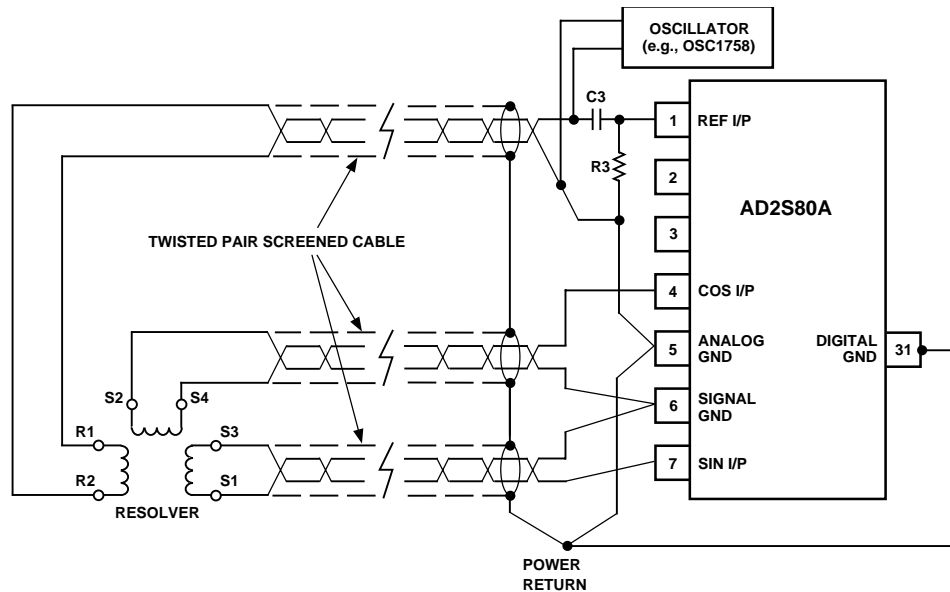 OSCILLATOR
(e.g., OSC1758)
C3
1
REF I/P
R3
2
AD2S80A
3
TWISTED PAIR SCREENED CABLE
4
COS I/P
5
ANALOG
GND
DIGITAL
GND
31
S2
S4
6
SIGNAL
GND
R1
S3
7
SIN I/P
R2
S1
RESOLVER
POWER
RETURN